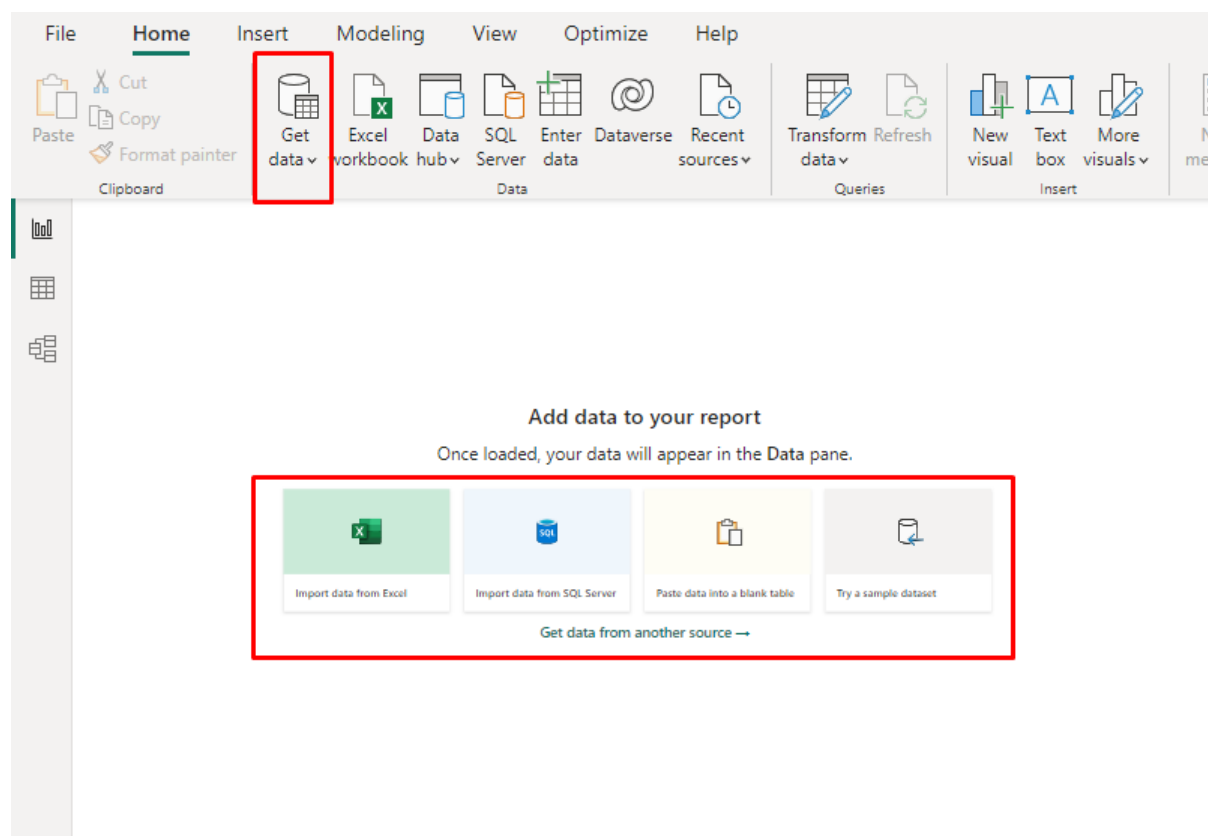 File Home Insert Modeling View Optimize Help
Paste
Cut
Copy
Format painter
Clipboard
Get data
Excel workbook
Data hub
SQL Server
Enter data
Dataverse
Recent sources
Data
Transform data
Refresh
Queries
New visual
Text box
More visuals
Insert
Add data to your report
Once loaded, your data will appear in the Data pane.
Import data from Excel
SQL
Import data from SQL Server
Paste data into a blank table
Try a sample dataset
Get data from another source →